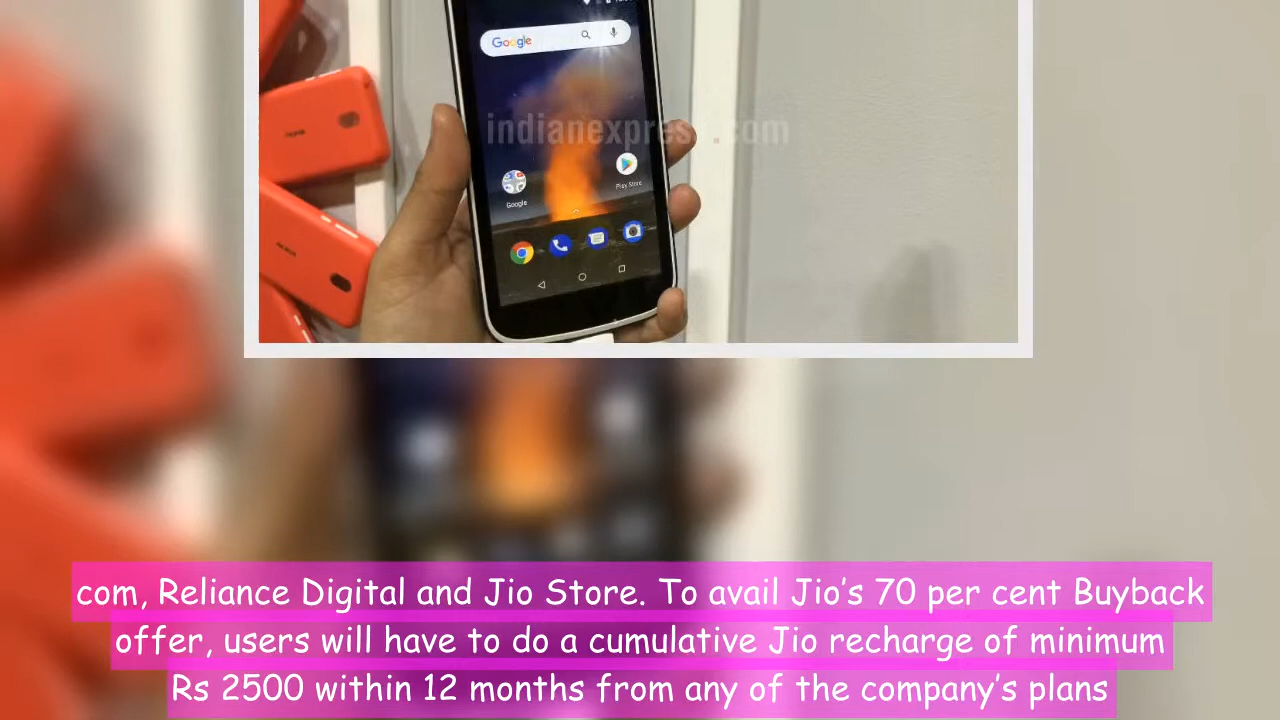 Google
indianexpress.com
Google
Play Store
com, Reliance Digital and Jio Store. To avail Jio's 70 per cent Buyback
offer, users will have to do a cumulative Jio recharge of minimum
Rs 2500 within 12 months from any of the company's plans